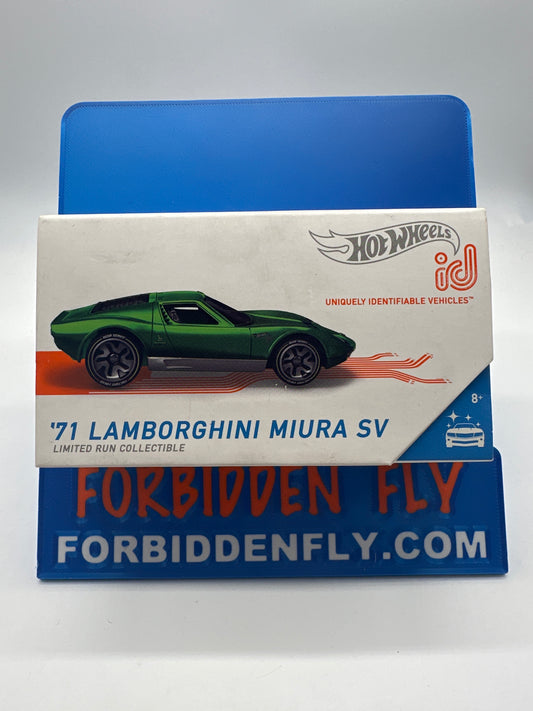 Hot Wheels
id
UNIQUELY IDENTIFIABLE VEHICLES™
8+
'71 LAMBORGHINI MIURA SV
LIMITED RUN COLLECTIBLE
FORBIDDEN FLY
FORBIDDENFLY.COM